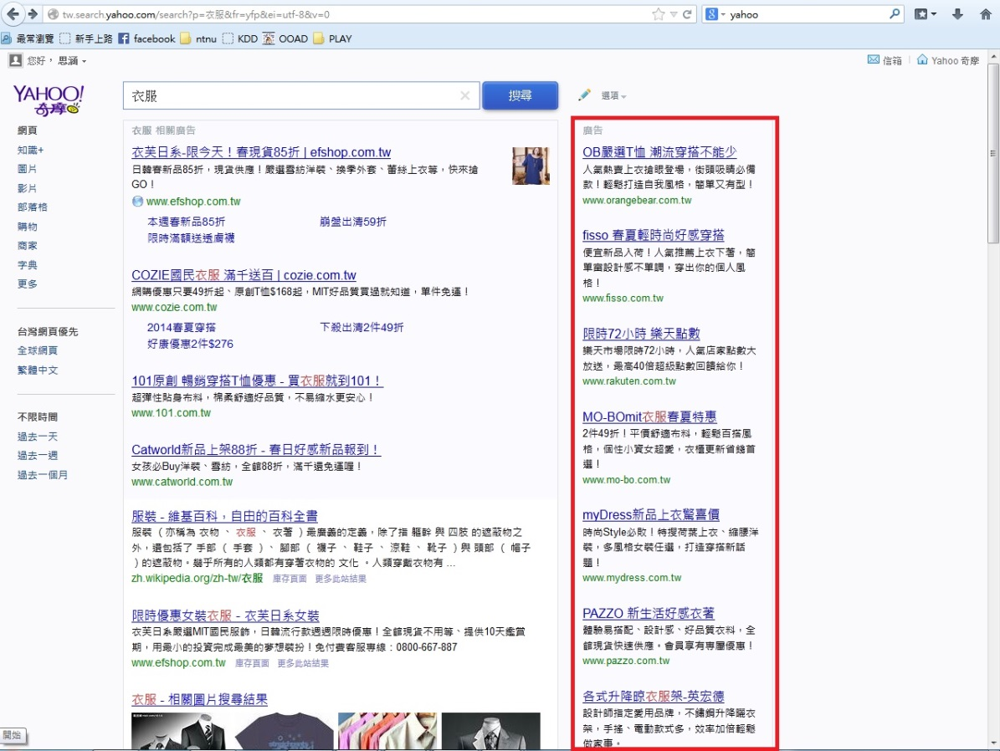 tw.search.yahoo.com/search?p=衣服&fr=yfp&ei=utf-8&v=0
8
yahoo
最常瀏覽
新手上路
facebook
ntnu
KDD
OOAD
PLAY
您好，思涵
信箱
Yahoo 奇摩
YAHOO!
奇摩
衣服
搜尋
選項
網頁
知識+
圖片
影片
部落格
購物
商家
字典
更多
台灣網頁優先
全球網頁
繁體中文
不限時間
過去一天
過去一週
過去一個月
開始
衣服 相關廣告
衣芙日系-限今天！春現貨85折 | efshop.com.tw
日韓春新品85折，現貨供應！嚴選雪紡洋裝、換季外套、蕾絲上衣等，快來搶
GO！
www.efshop.com.tw
本週春新品85折
崩盤出清59折
限時滿額送透膚襪
COZIE國民衣服 滿千送百 | cozie.com.tw
網購優惠只要49折起、原創T恤$168起，MIT好品質買過就知道，單件免運！
www.cozie.com.tw
2014春夏穿搭
下殺出清2件49折
好康優惠2件$276
101原創 暢銷穿搭T恤優惠 - 買衣服就到101！
超彈性貼身布料，棉柔舒適好品質，不易縮水更安心！
www.101.com.tw
Catworld新品上架88折 - 春日好感新品報到！
女孩必Buy洋裝、雪紡，全館88折，滿千還免運喔！
www.catworld.com.tw
服裝 - 維基百科，自由的百科全書
服裝 （亦稱為 衣物 、 衣服 、 衣著 ）最廣義的定義，除了指 軀幹 與 四肢 的遮蔽物之
外，還包括了 手部 （ 手套 ）、 腳部 （ 襪子 、 鞋子 、 涼鞋 、 靴子 ）與 頭部 （ 帽子
）的遮蔽物。幾乎所有的人類都有穿著衣物的 文化 。人類穿戴衣物有 ...
zh.wikipedia.org/zh-tw/衣服 庫存頁面 更多此站結果
限時優惠女裝衣服 - 衣芙日系女裝
衣芙日系嚴選MIT國民服飾，日韓流行款週週限時優惠！全館現貨不用等、提供10天鑑賞
期，用最小的投資完成最美的夢想裝扮！免付費客服專線：0800-667-887
www.efshop.com.tw 庫存頁面 更多此站結果
衣服 - 相關圖片搜尋結果
廣告
OB嚴選T恤 潮流穿搭不能少
人氣熱賣上衣搶眼登場，街頭吸睛必備
款！輕鬆打造自我風格，簡單又有型！
www.orangebear.com.tw
fisso 春夏輕時尚好感穿搭
便宜新品入荷！人氣推薦上衣下著，簡
單幽設計感不單調，穿出你的個人風
格！
www.fisso.com.tw
限時72小時 樂天點數
樂天市場限時72小時，人氣店家點數大
放送，最高40倍超級點數回饋給你！
www.rakuten.com.tw
MO-BOmit衣服春夏特惠
2件49折！平價舒適布料，輕鬆百搭風
格，個性小資女超愛，衣櫃更新省錢首
選！
www.mo-bo.com.tw
myDress新品上衣驚喜價
時尚Style必敗！特搜荷葉上衣、縮腰洋
裝，多風格女裝任選，打造穿搭新話
題！
www.mydress.com.tw
PAZZO 新生活好感衣著
體驗易搭配、設計感、好品質衣料，全
館現貨快速供應。會員享有專屬優惠！
www.pazzo.com.tw
各式升降晾衣服架-英宏德
設計師指定愛用品牌，不鏽鋼升降曬衣
架，手搖、電動款式多，效率加倍輕鬆
做家事。